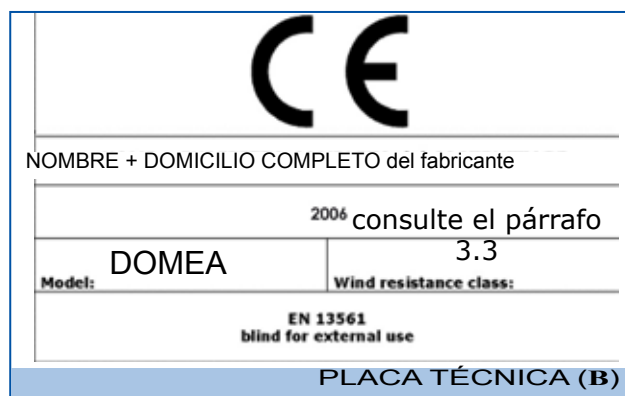 CE
NOMBRE + DOMICILIO COMPLETO del fabricante
2006 consulte el párrafo
3.3
DOMEA
Model:
Wind resistance class:
EN 13561
blind for external use
PLACA TÉCNICA (B)